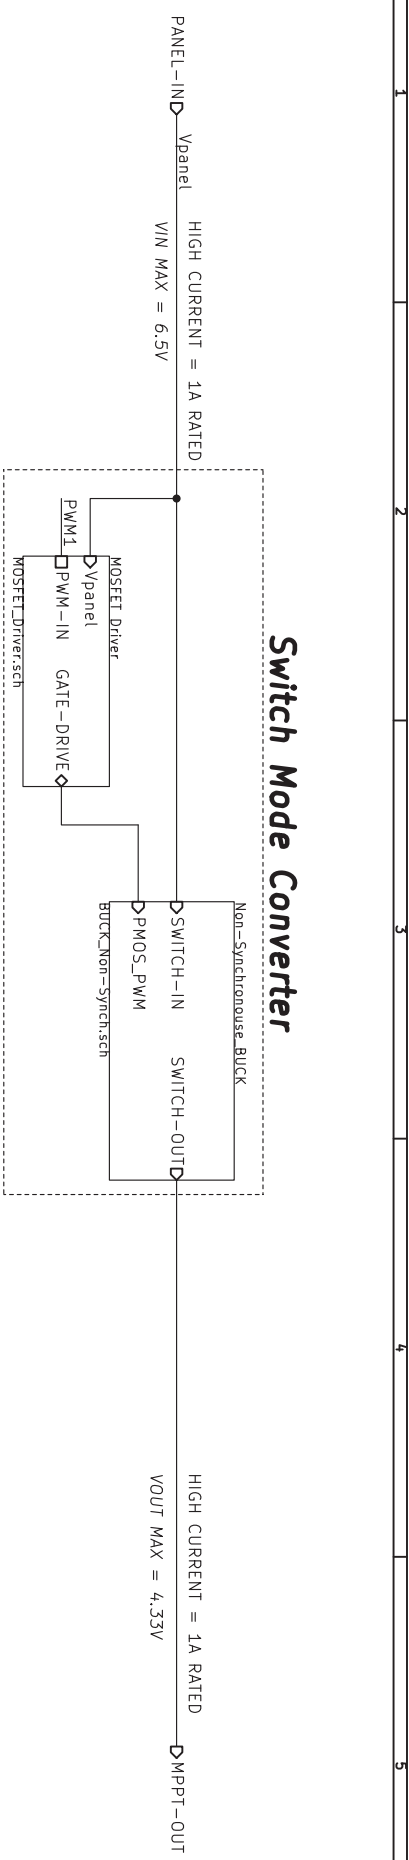 1
2
3
4
5
Switch Mode Converter
PANEL-IN
Vpanel
HIGH CURRENT = 1A RATED
VIN MAX = 6.5V
MOSFET Driver
Vpanel
PWM1
PWM-IN
GATE-DRIVE
MOSFET_Driver.sch
Non-Synchronouse_BUCK
SWITCH-IN
SWITCH-OUT
PMOS_PWM
BUCK_Non-Synch.sch
HIGH CURRENT = 1A RATED
VOUT MAX = 4.33V
MPPT-OUT